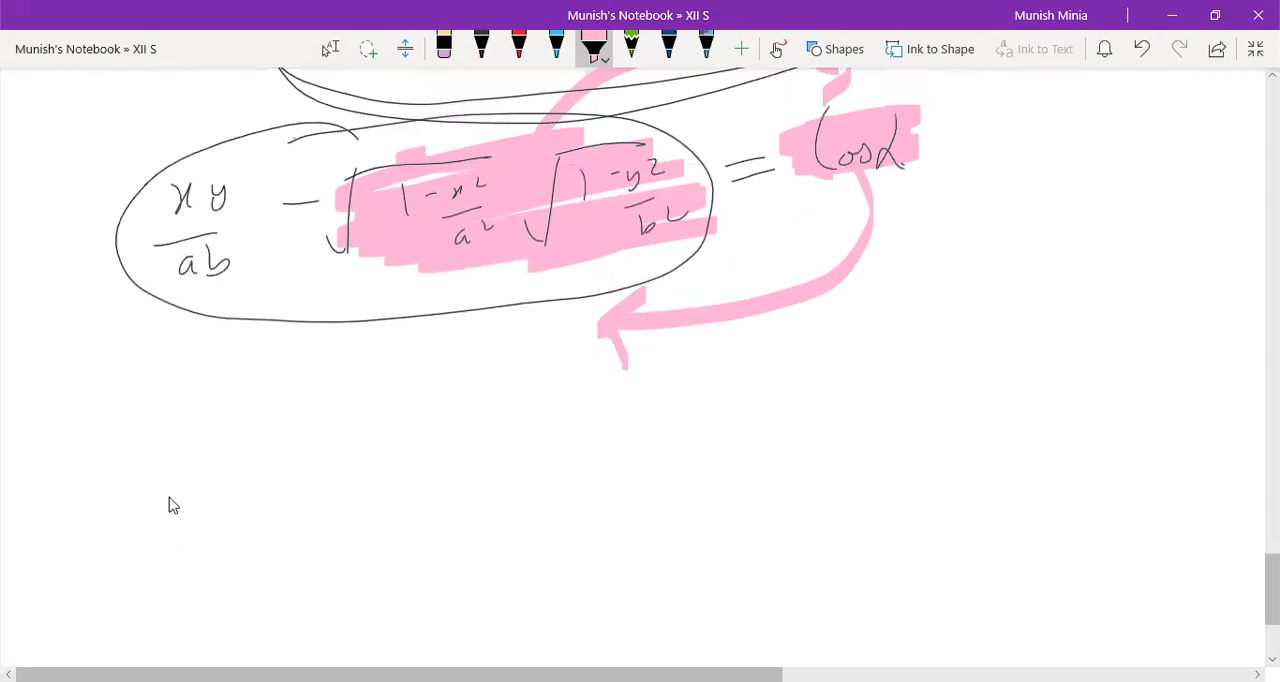 Munish's Notebook » XII S
Munish Minia
Munish's Notebook » XII S
Shapes
Ink to Shape
Ink to Text
xy/ab - √(1 - x²/a²) √(1 - y²/b²) = Cosα